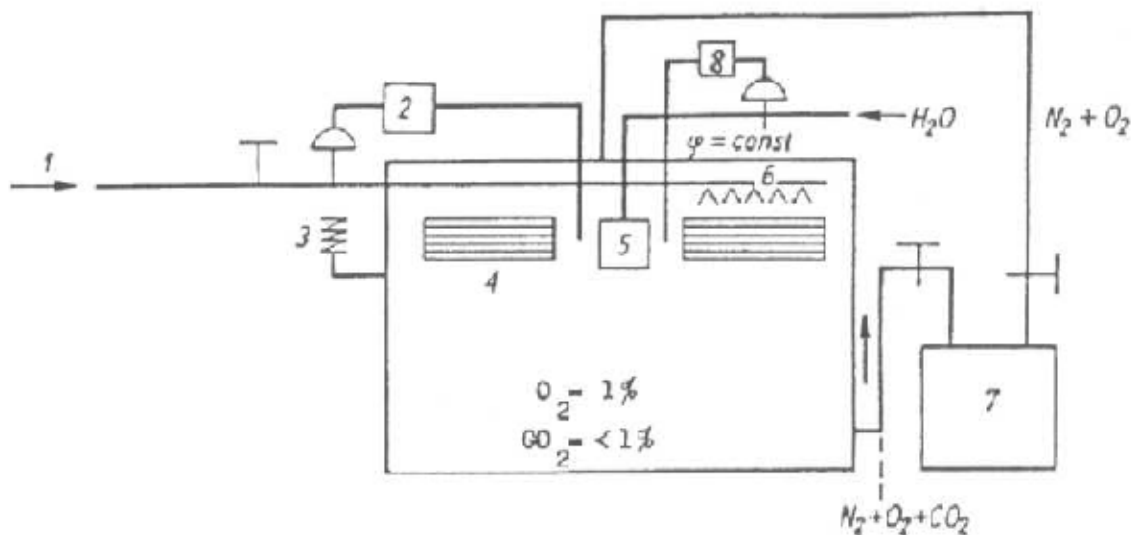 8
2
H₂O
N₂ + O₂
φ = const
1
6
3
5
4
O₂ = 1%
CO₂ = <1%
7
N₂+O₂+CO₂